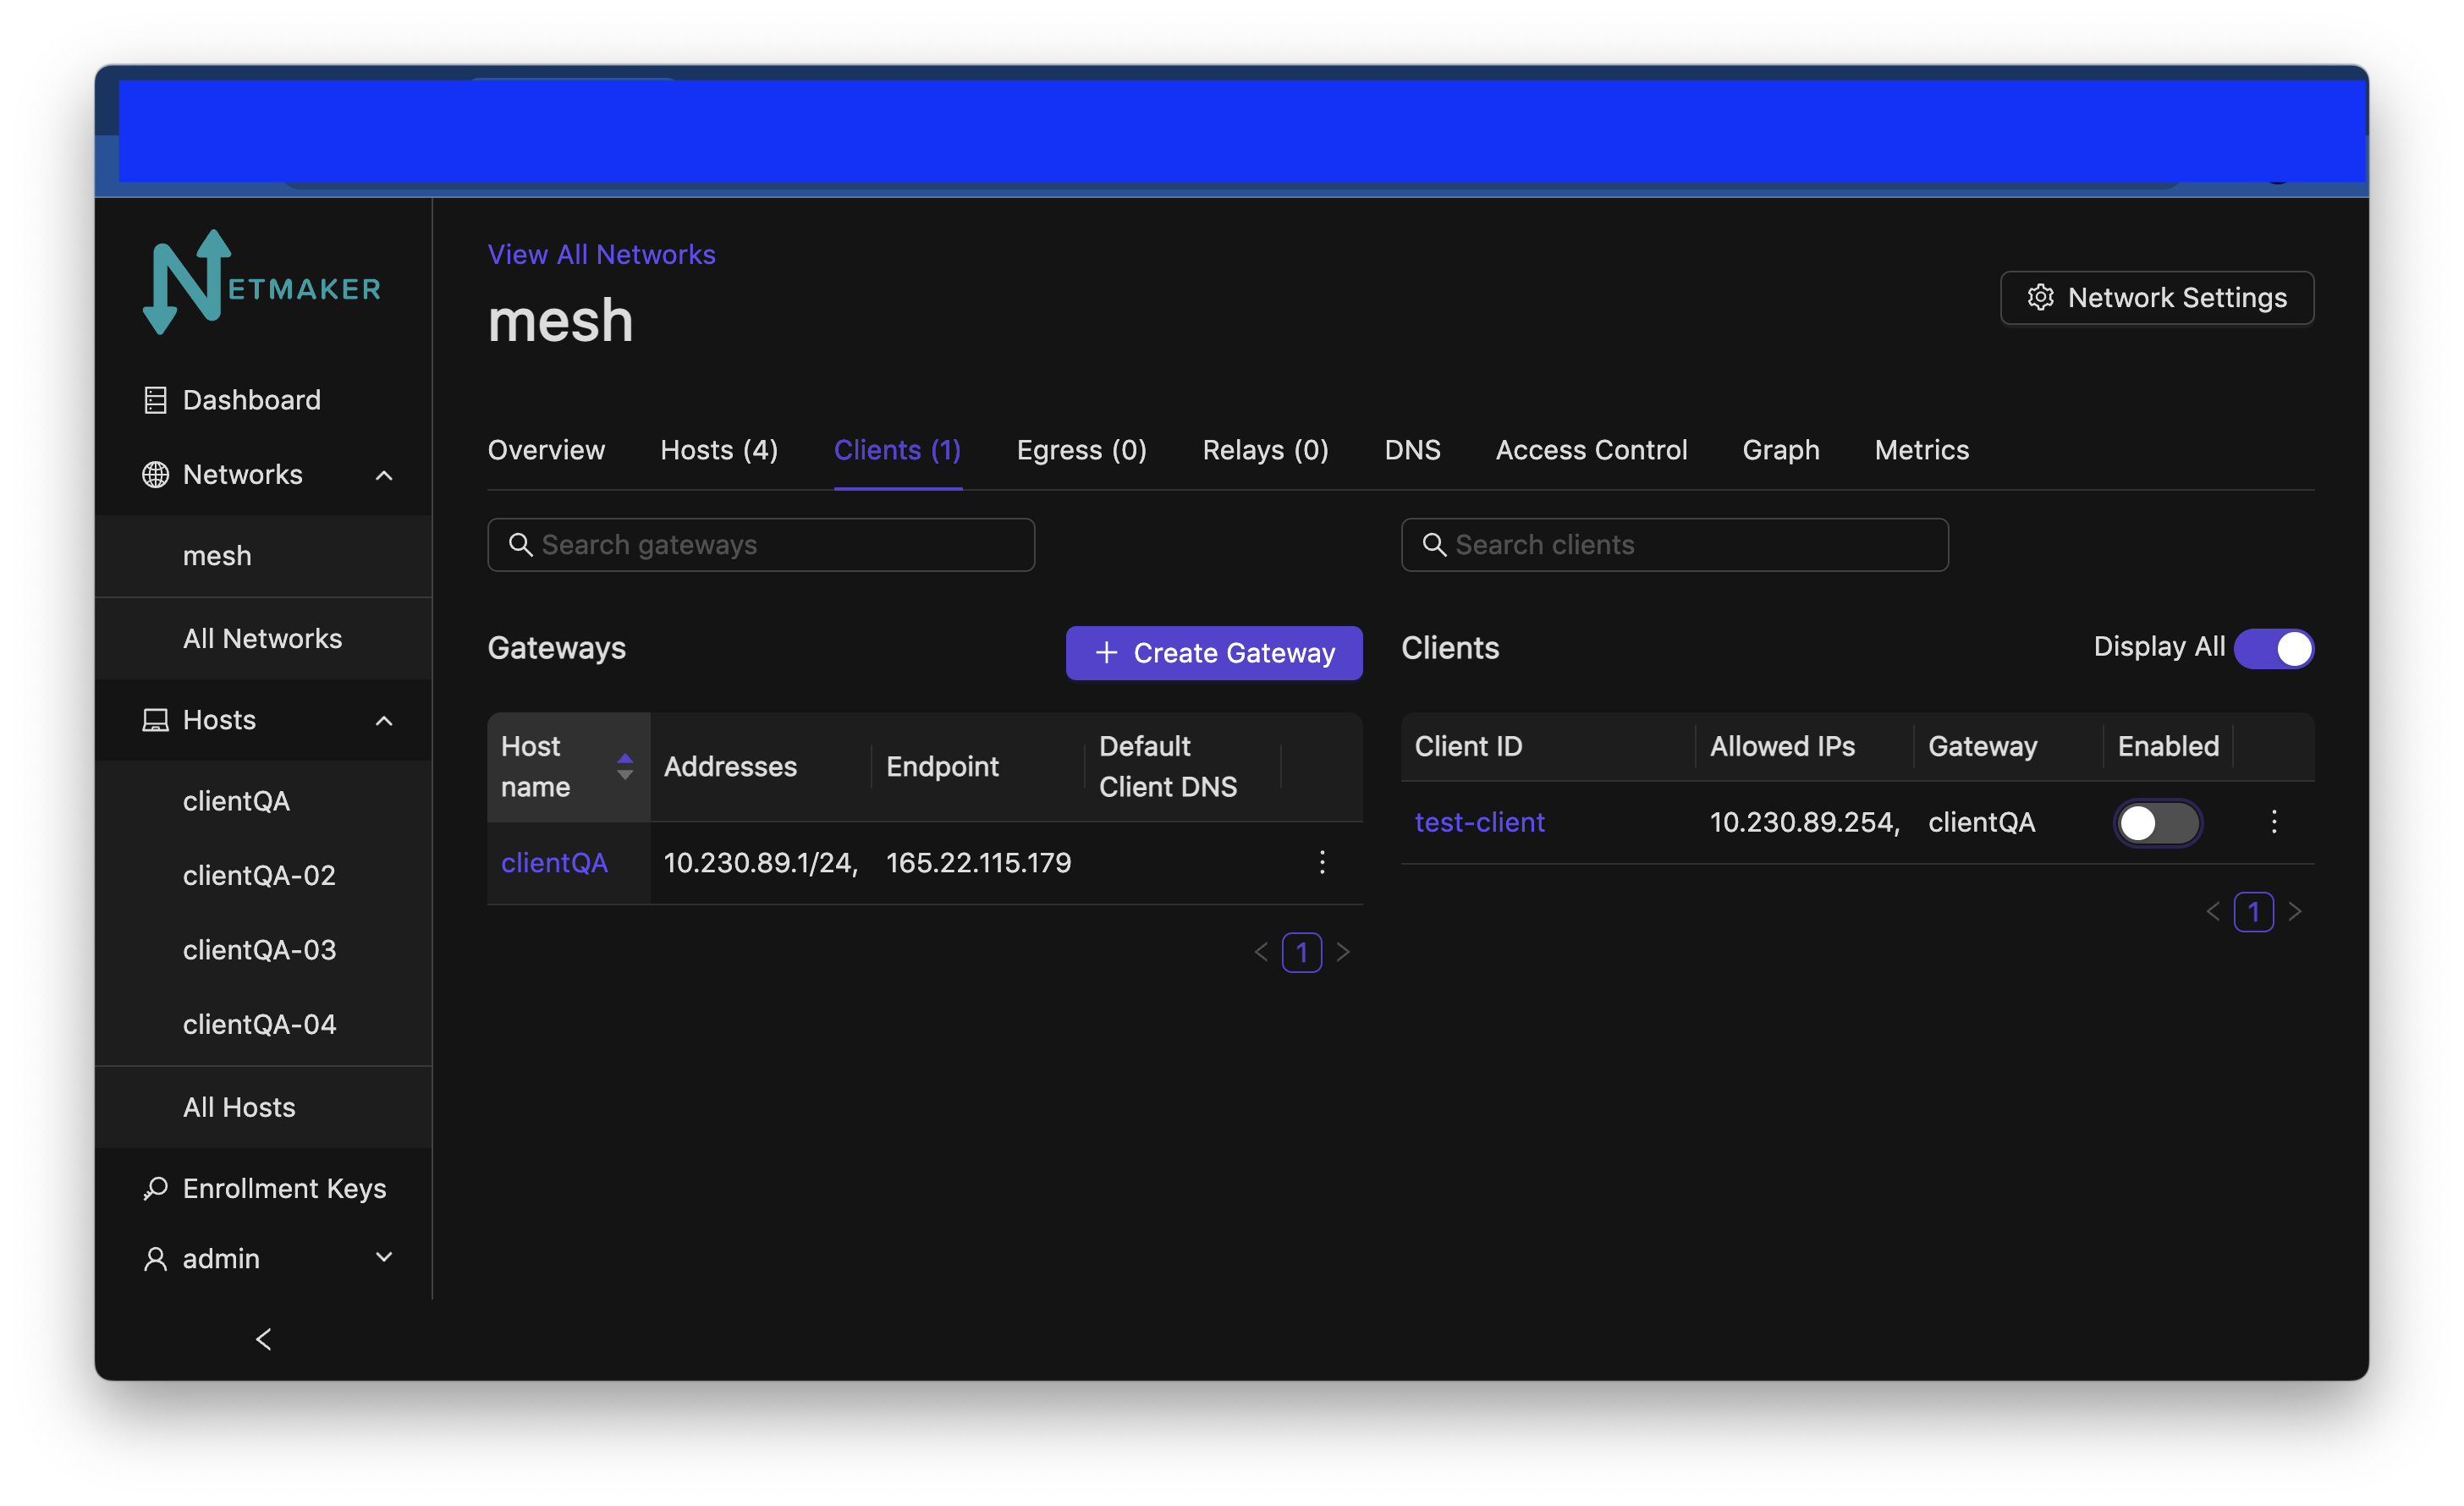 NETMAKER
Dashboard
Networks
mesh
All Networks
Hosts
clientQA
clientQA-02
clientQA-03
clientQA-04
All Hosts
Enrollment Keys
admin
View All Networks
mesh
Network Settings
Overview Hosts (4) Clients (1) Egress (0) Relays (0) DNS Access Control Graph Metrics
Search gateways
Gateways
Create Gateway
Host name Addresses Endpoint Default Client DNS
clientQA 10.230.89.1/24, 165.22.115.179
1
Search clients
Clients
Display All
Client ID Allowed IPs Gateway Enabled
test-client 10.230.89.254, clientQA
1